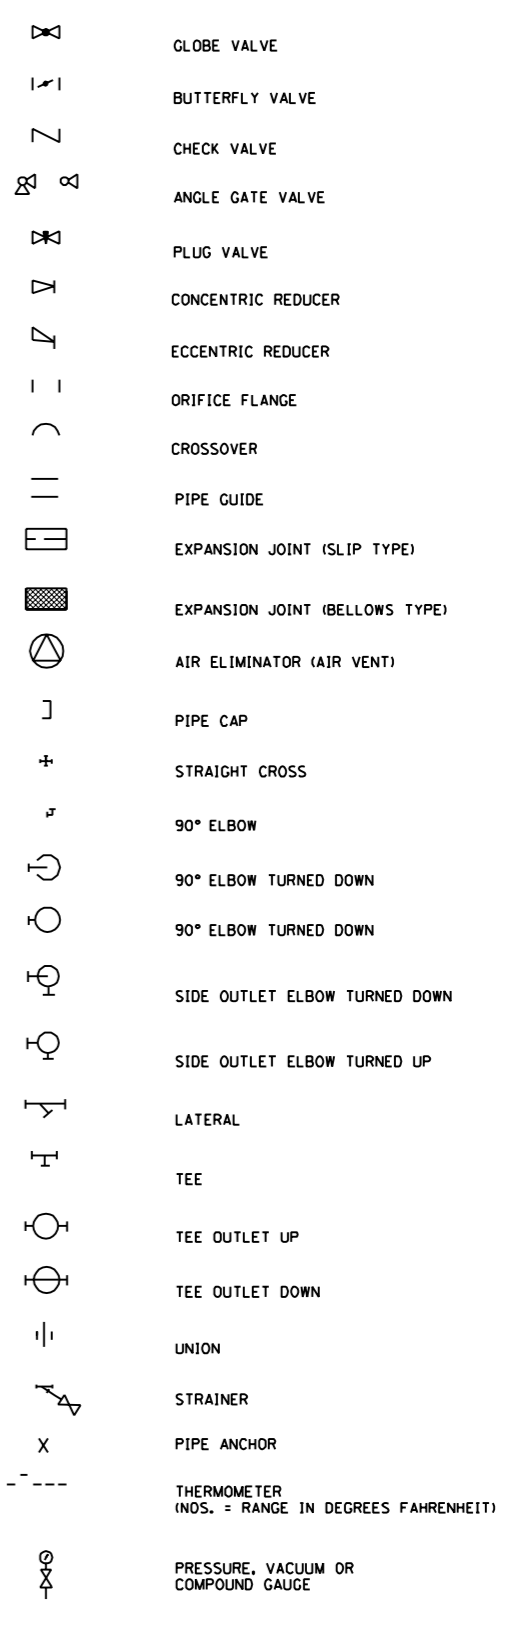 GLOBE VALVE
BUTTERFLY VALVE
CHECK VALVE
ANGLE GATE VALVE
PLUG VALVE
CONCENTRIC REDUCER
ECCENTRIC REDUCER
ORIFICE FLANGE
CROSSOVER
PIPE GUIDE
EXPANSION JOINT (SLIP TYPE)
EXPANSION JOINT (BELLOWS TYPE)
AIR ELIMINATOR (AIR VENT)
PIPE CAP
STRAIGHT CROSS
90° ELBOW
90° ELBOW TURNED DOWN
90° ELBOW TURNED DOWN
SIDE OUTLET ELBOW TURNED DOWN
SIDE OUTLET ELBOW TURNED UP
LATERAL
TEE
TEE OUTLET UP
TEE OUTLET DOWN
UNION
STRAINER
X PIPE ANCHOR
THERMOMETER
(NOS. = RANGE IN DEGREES FAHRENHEIT)
PRESSURE, VACUUM OR
COMPOUND GAUGE